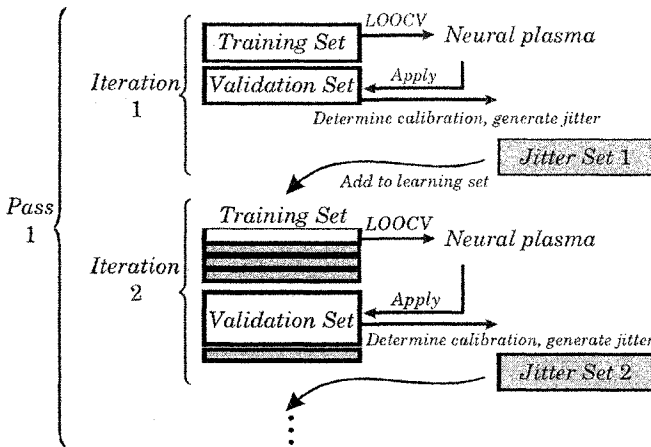 LOOCV
Training Set
Neural plasma
Iteration
1
Apply
Validation Set
Determine calibration, generate jitter
Jitter Set 1
Add to learning set
Pass
1
Training Set
LOOCV
Neural plasma
Iteration
2
Apply
Validation Set
Determine calibration, generate jitter
Jitter Set 2